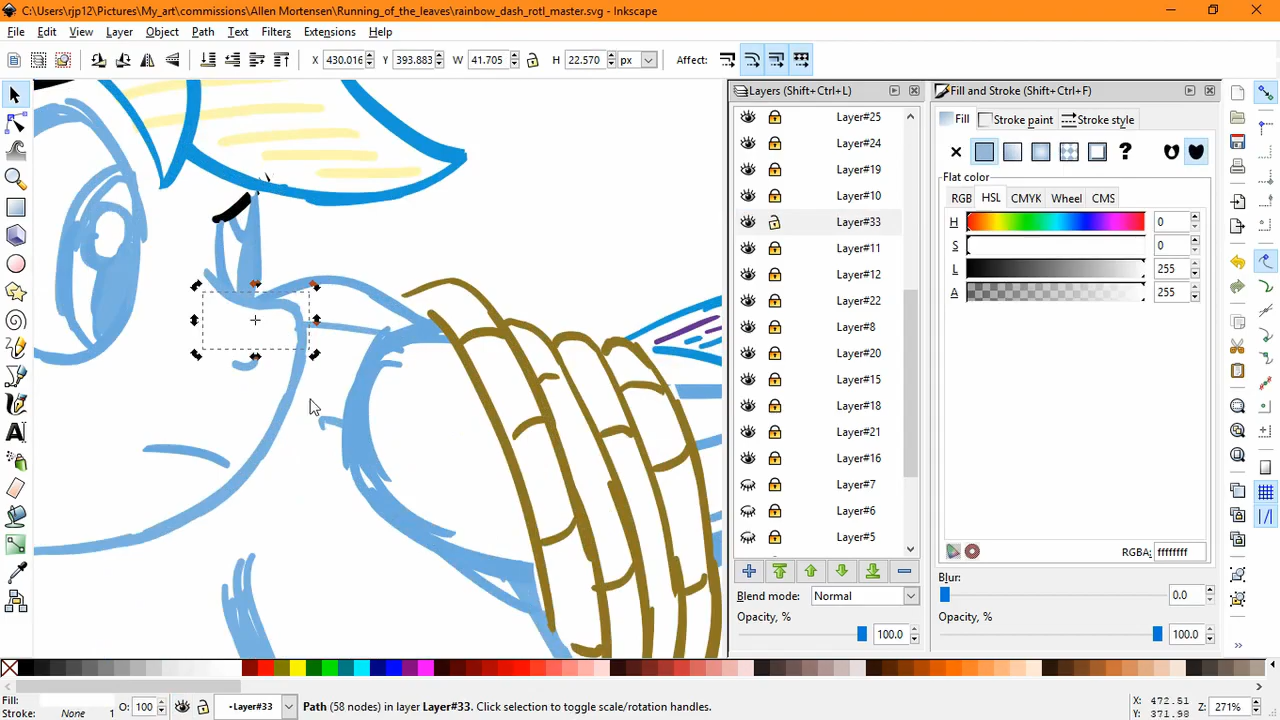 C:\Users\rjp12\Pictures\My_art\commissions\Allen Mortensen\Running_of_the_leaves\rainbow_dash_rotl_master.svg - Inkscape
File Edit View Layer Object Path Text Filters Extensions Help
X 430.016 Y 393.883 W 41.705 H 22.570 px Affect:
Layers (Shift+Ctrl+L)
Fill and Stroke (Shift+Ctrl+F)
Layer#25
Fill Stroke paint Stroke style
Layer#24
?
Layer#19
Flat color
Layer#10
RGB HSL CMYK Wheel CMS
Layer#33
H 0
Layer#11
S 0
Layer#12
L 255
Layer#22
A 255
Layer#8
Layer#20
Layer#15
Layer#18
Layer#21
Layer#16
Layer#7
Layer#6
Layer#5
RGBA: ffffffff
Blend mode: Normal
Blur:
0.0
Opacity, %
100.0
Opacity, %
100.0
Fill:
Stroke: None 1
O: 100
Layer#33
Path (58 nodes) in layer Layer#33. Click selection to toggle scale/rotation handles.
X: 472.51
Y: 371.98
Z: 271%